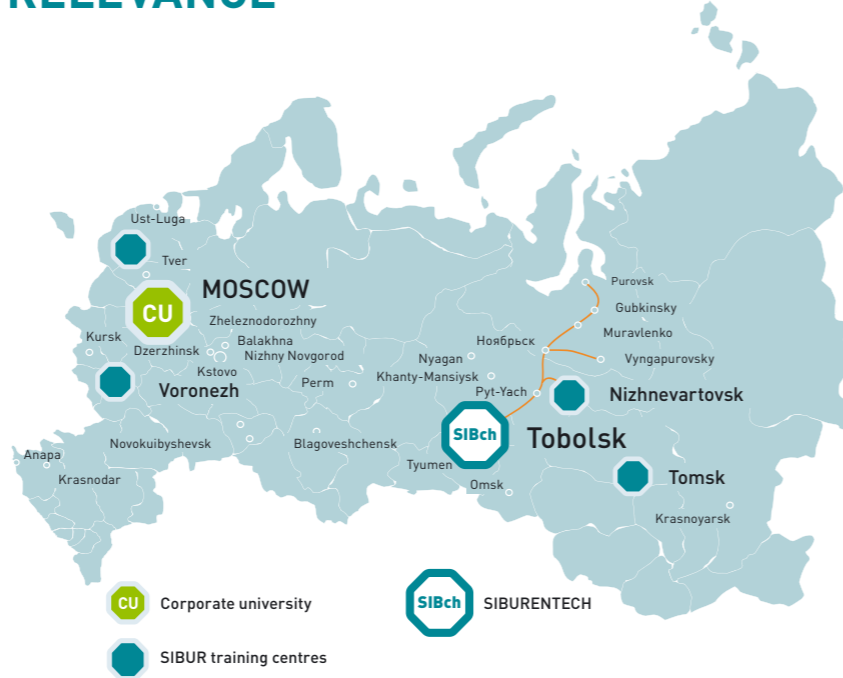 RELEVANCE
Ust-Luga
Tver
MOSCOW
CU
Zheleznodorozhny
Kursk
Dzerzhinsk
Balakhna
Nizhny Novgorod
Kstovo
Voronezh
Perm
Novokuibyshevsk
Blagoveshchensk
Anapa
Krasnodar
Purovsk
Gubkinsky
Muravlenko
Ноябрьск
Vyngapurovsky
Nyagan
Khanty-Mansiysk
Pyt-Yach
Nizhnevartovsk
SIBch
Tobolsk
Tyumen
Omsk
Tomsk
Krasnoyarsk
CU
Corporate university
SIBch
SIBURENTECH
SIBUR training centres